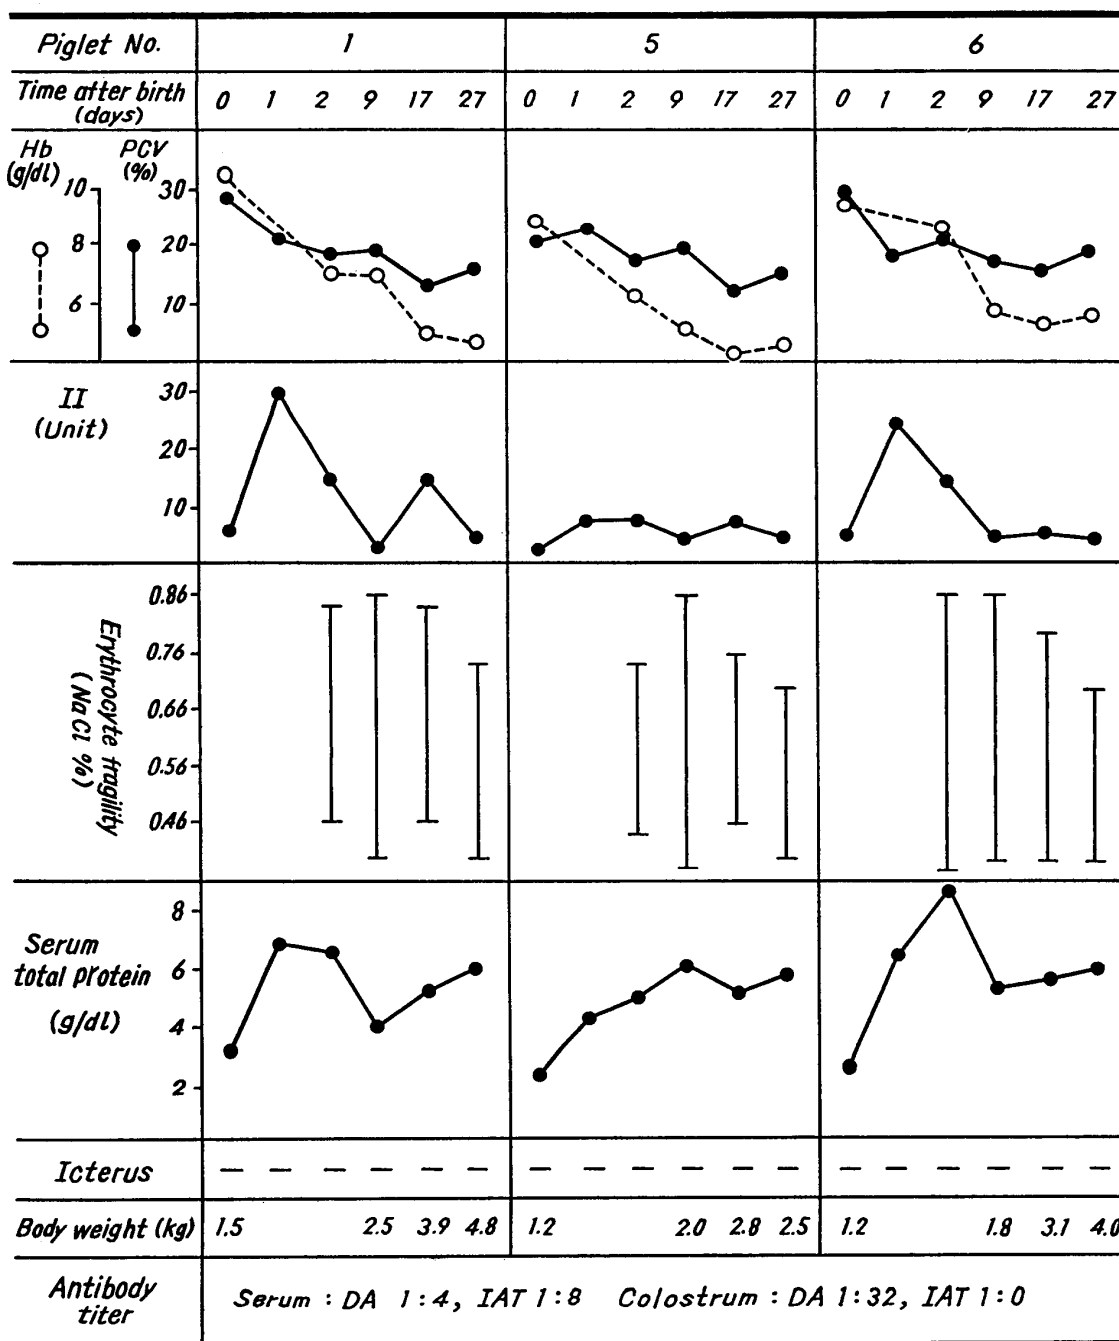 Piglet No. 1 5 6
Time after birth (days) 0 1 2 9 17 27 0 1 2 9 17 27 0 1 2 9 17 27
Hb (g/dl) PCV (%)
10 30
8 20
6 10
II (Unit)
30
20
10
Erythrocyte fragility (NaCl %)
0.86
0.76
0.66
0.56
0.46
Serum total protein (g/dl)
8
6
4
2
Icterus — — — — — — — — — — — — — — — — — —
Body weight (kg) 1.5 2.5 3.9 4.8 1.2 2.0 2.8 2.5 1.2 1.8 3.1 4.0
Antibody titer Serum : DA 1:4, IAT 1:8 Colostrum : DA 1:32, IAT 1:0